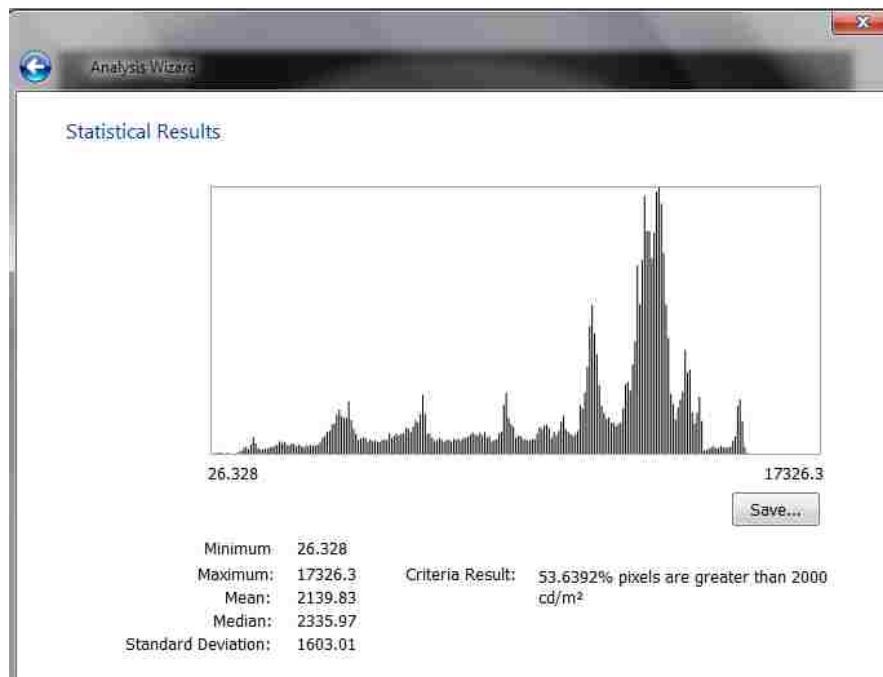 Analysis Wizard
Statistical Results
26.328
17326.3
Save...
Minimum 26.328
Maximum: 17326.3
Mean: 2139.83
Median: 2335.97
Standard Deviation: 1603.01
Criteria Result: 53.6392% pixels are greater than 2000
cd/m²